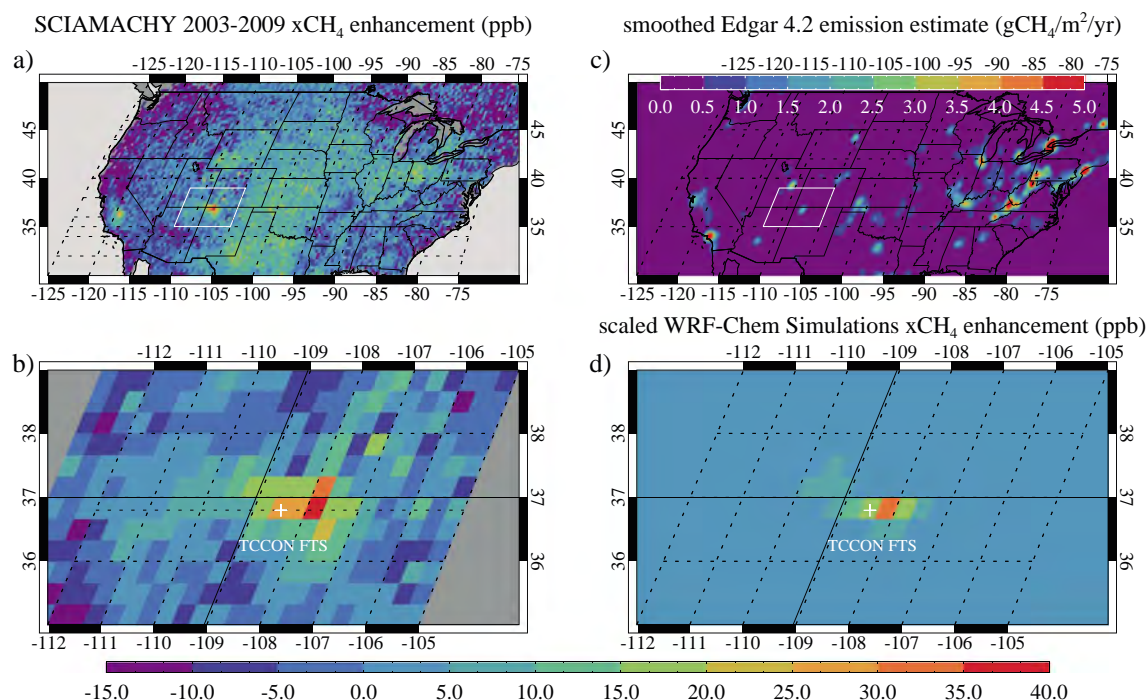 SCIAMACHY 2003-2009 xCH4 enhancement (ppb)
a)
-125 -120 -115 -110 -105 -100 -95 -90 -85 -80 -75
45
40
35
-125 -120 -115 -110 -105 -100 -95 -90 -85 -80 -75
smoothed Edgar 4.2 emission estimate (gCH4/m2/yr)
c)
-125 -120 -115 -110 -105 -100 -95 -90 -85 -80 -75
0.0 0.5 1.0 1.5 2.0 2.5 3.0 3.5 4.0 4.5 5.0
45
40
35
-125 -120 -115 -110 -105 -100 -95 -90 -85 -80 -75
b)
-112 -111 -110 -109 -108 -107 -106 -105
38
37
36
TCCON FTS
-112 -111 -110 -109 -108 -107 -106 -105
scaled WRF-Chem Simulations xCH4 enhancement (ppb)
d)
-112 -111 -110 -109 -108 -107 -106 -105
38
37
36
TCCON FTS
-112 -111 -110 -109 -108 -107 -106 -105
-15.0 -10.0 -5.0 0.0 5.0 10.0 15.0 20.0 25.0 30.0 35.0 40.0